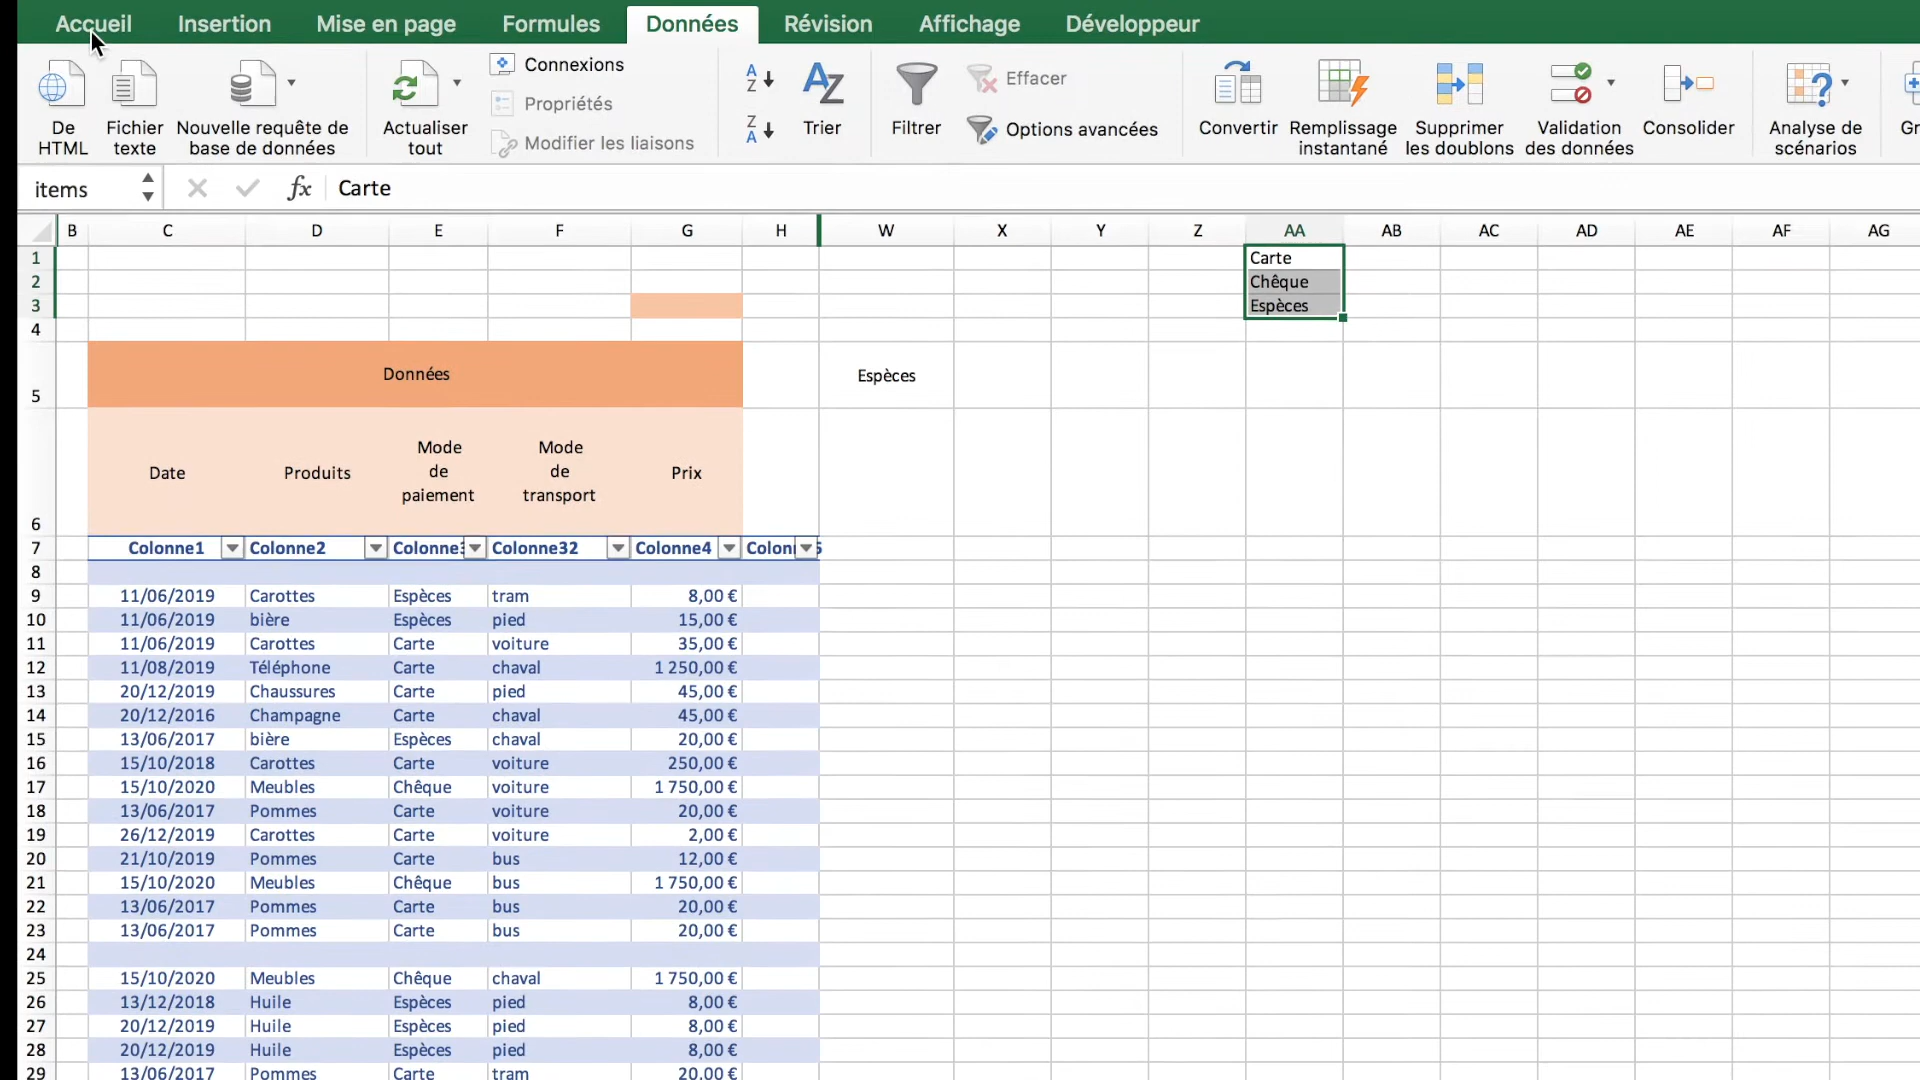 Accueil Insertion Mise en page Formules Données Révision Affichage Développeur
De HTML
Fichier texte
Nouvelle requête de base de données
Actualiser tout
Connexions
Propriétés
Modifier les liaisons
Trier
Filtrer
Effacer
Options avancées
Convertir
Remplissage instantané
Supprimer les doublons
Validation des données
Consolider
Analyse de scénarios
items fx Carte
B C D E F G H W X Y Z AA AB AC AD AE AF AG
1 Carte
2 Chêque
3 Espèces
4
5 Données Espèces
6 Date Produits Mode de paiement Mode de transport Prix
7 Colonne1 Colonne2 Colonne3 Colonne32 Colonne4
8
9 11/06/2019 Carottes Espèces tram 8,00 €
10 11/06/2019 bière Espèces pied 15,00 €
11 11/06/2019 Carottes Carte voiture 35,00 €
12 11/08/2019 Téléphone Carte chaval 1 250,00 €
13 20/12/2019 Chaussures Carte pied 45,00 €
14 20/12/2016 Champagne Carte chaval 45,00 €
15 13/06/2017 bière Espèces chaval 20,00 €
16 15/10/2018 Carottes Carte voiture 250,00 €
17 15/10/2020 Meubles Chêque voiture 1 750,00 €
18 13/06/2017 Pommes Carte voiture 20,00 €
19 26/12/2019 Carottes Carte voiture 2,00 €
20 21/10/2019 Pommes Carte bus 12,00 €
21 15/10/2020 Meubles Chêque bus 1 750,00 €
22 13/06/2017 Pommes Carte bus 20,00 €
23 13/06/2017 Pommes Carte bus 20,00 €
24
25 15/10/2020 Meubles Chêque chaval 1 750,00 €
26 13/12/2018 Huile Espèces pied 8,00 €
27 20/12/2019 Huile Espèces pied 8,00 €
28 20/12/2019 Huile Espèces pied 8,00 €
29 13/06/2017 Pommes Carte tram 20,00 €